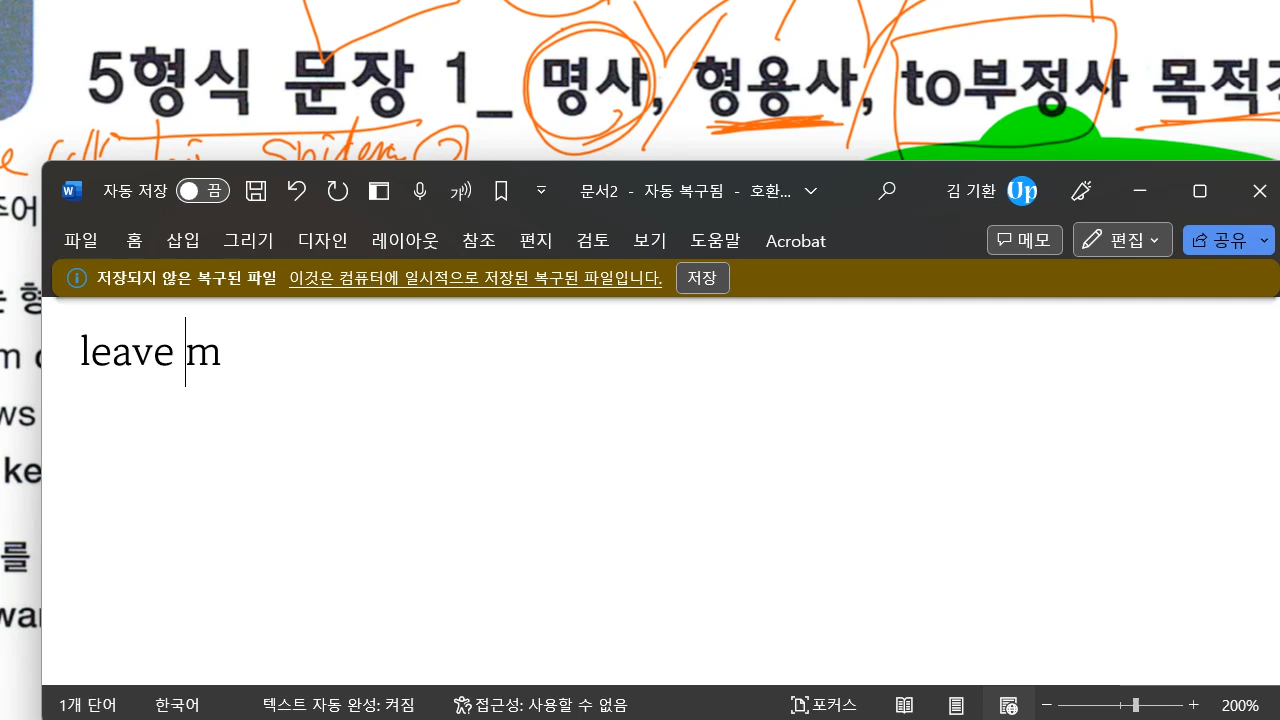 5형식 문장 1_ 명사, 형용사, to부정사 목적
자동 저장 끔 문서2 - 자동 복구됨 - 호환... 김 기환 Up
파일 홈 삽입 그리기 디자인 레이아웃 참조 편지 검토 보기 도움말 Acrobat 메모 편집 공유
저장되지 않은 복구된 파일 이것은 컴퓨터에 일시적으로 저장된 복구된 파일입니다. 저장
leave m
를
1개 단어 한국어 텍스트 자동 완성: 켜짐 접근성: 사용할 수 없음 포커스 200%